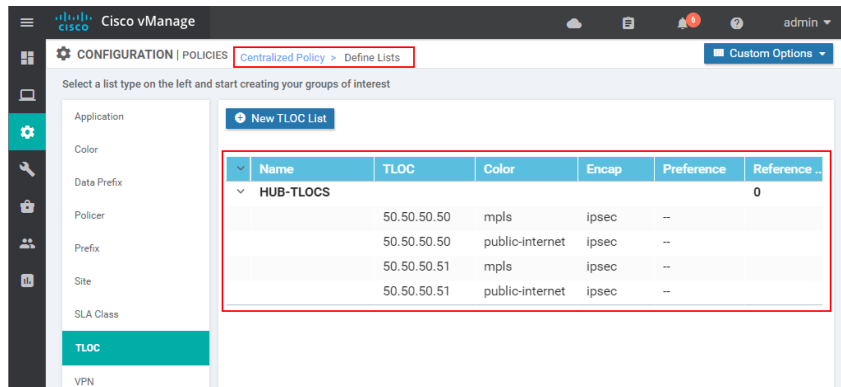 cisco Cisco vManage 6 admin
CONFIGURATION | POLICIES Centralized Policy > Define Lists Custom Options
Select a list type on the left and start creating your groups of interest
Application
Color
Data Prefix
Policer
Prefix
Site
SLA Class
TLOC
VPN
New TLOC List
Name TLOC Color Encap Preference Reference ..
HUB-TLOCS 0
50.50.50.50 mpls ipsec --
50.50.50.50 public-internet ipsec --
50.50.50.51 mpls ipsec --
50.50.50.51 public-internet ipsec --